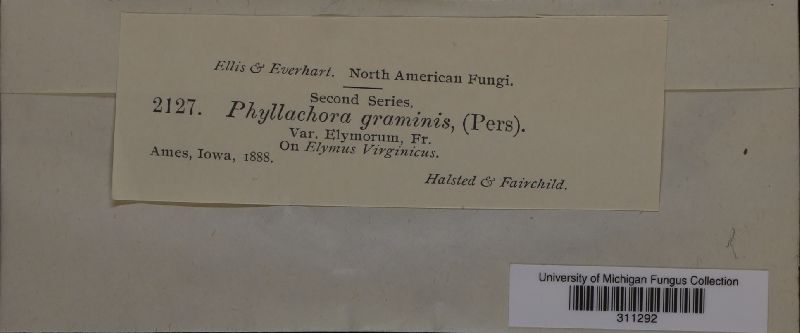 Ellis & Everhart. North American Fungi.
Second Series.
2127. Phyllachora graminis, (Pers).
Var. Elymorum, Fr.
On Elymus Virginicus.
Ames, Iowa, 1888.
Halsted & Fairchild.
University of Michigan Fungus Collection
311292